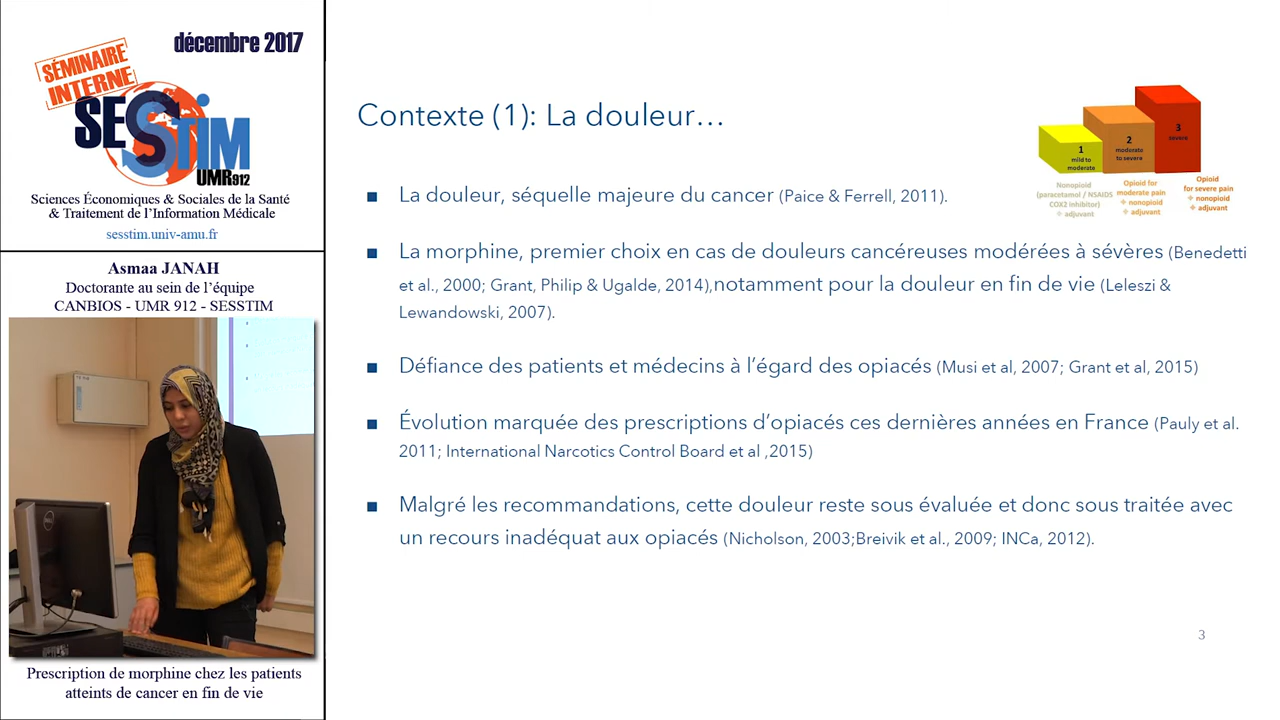 décembre 2017
SÉMINAIRE
INTERNE
SESSTIM
UMR912
Sciences Économiques & Sociales de la Santé
& Traitement de l'Information Médicale
sesstim.univ-amu.fr
Asmaa JANAH
Doctorante au sein de l'équipe
CANBIOS - UMR 912 - SESSTIM
DELL
Prescription de morphine chez les patients
atteints de cancer en fin de vie
Contexte (1): La douleur…
1
mild to
moderate
2
moderate
to severe
3
severe
Nonopioid
(paracetamol / NSAIDS
COX2 inhibitor)
+ adjuvant
Opioid for
moderate pain
+ nonopioid
+ adjuvant
Opioid
for severe pain
+ nonopioid
+ adjuvant
■ La douleur, séquelle majeure du cancer (Paice & Ferrell, 2011).
■ La morphine, premier choix en cas de douleurs cancéreuses modérées à sévères (Benedetti
et al., 2000; Grant, Philip & Ugalde, 2014),notamment pour la douleur en fin de vie (Leleszi &
Lewandowski, 2007).
■ Défiance des patients et médecins à l'égard des opiacés (Musi et al, 2007; Grant et al, 2015)
■ Évolution marquée des prescriptions d'opiacés ces dernières années en France (Pauly et al.
2011; International Narcotics Control Board et al ,2015)
■ Malgré les recommandations, cette douleur reste sous évaluée et donc sous traitée avec
un recours inadéquat aux opiacés (Nicholson, 2003;Breivik et al., 2009; INCa, 2012).
3